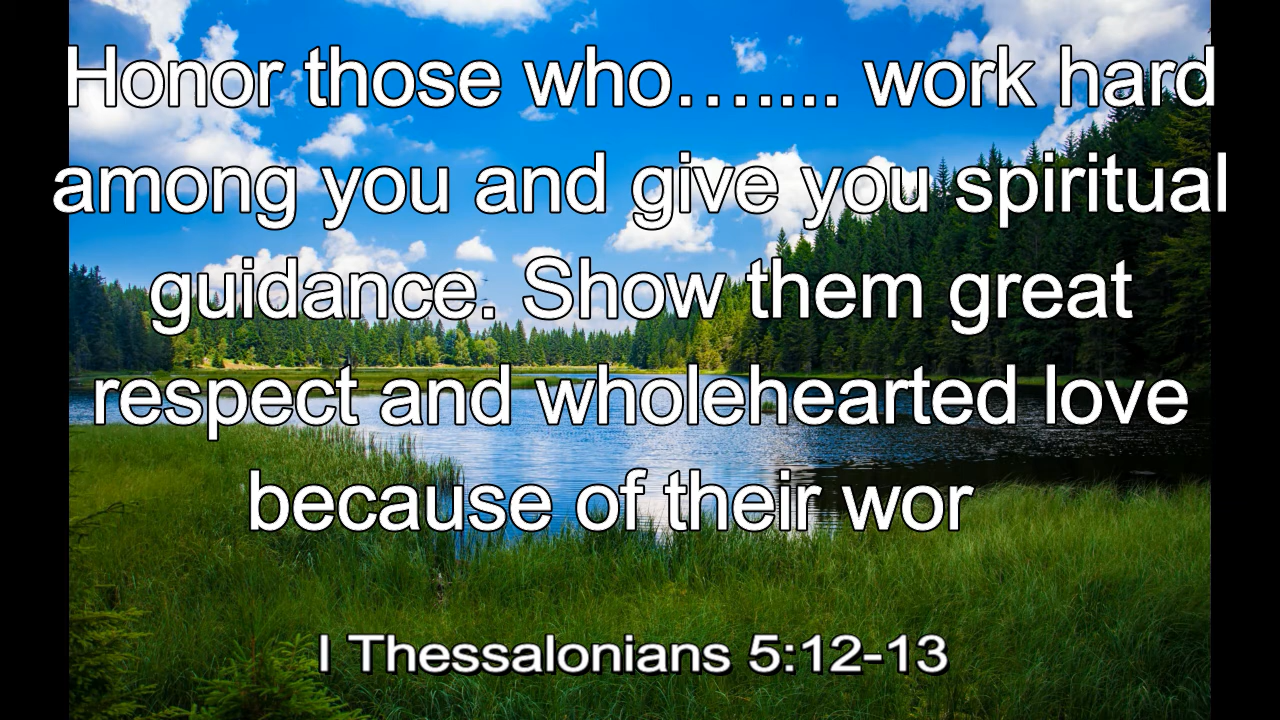 Honor those who….... work hard
among you and give you spiritual
guidance. Show them great
respect and wholehearted love
because of their wor
I Thessalonians 5:12-13